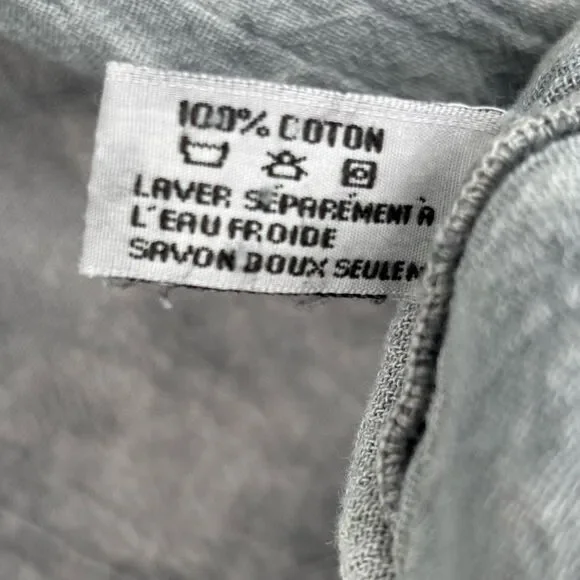 100% COTON
LAVER SÉPARÉMENT À
L'EAU FROIDE
SAVON DOUX SEULEM